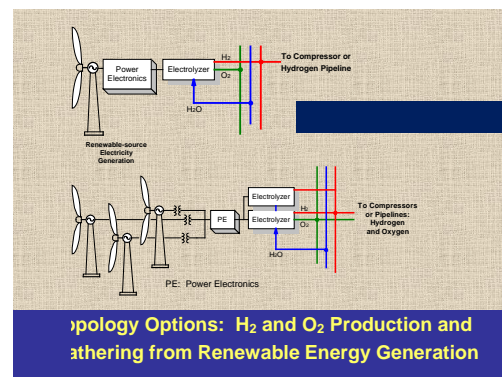 H2
Power
Electronics
Electrolyzer
O2
To Compressor or
Hydrogen Pipeline
H2O
Renewable-source
Electricity
Generation
Electrolyzer
PE
Electrolyzer
H2
O2
To Compressors
or Pipelines:
Hydrogen
and Oxygen
H2O
PE: Power Electronics
opology Options: H2 and O2 Production and
athering from Renewable Energy Generation